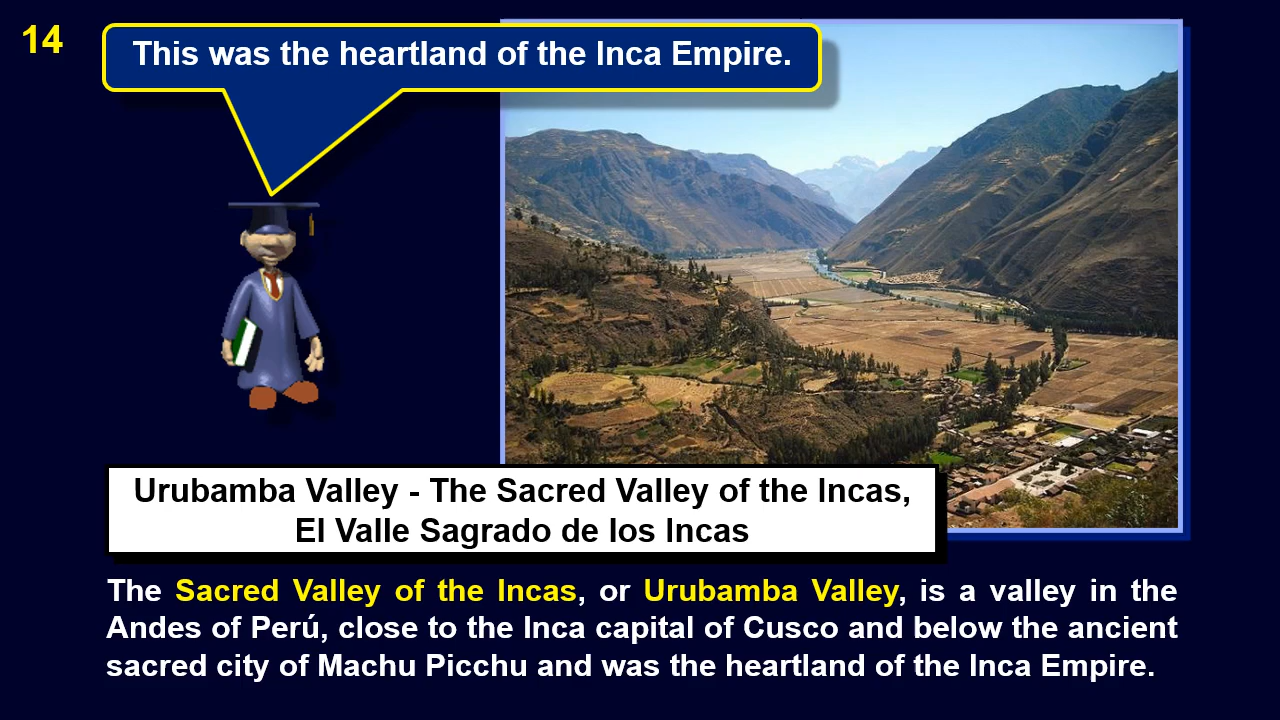 14
This was the heartland of the Inca Empire.
Urubamba Valley - The Sacred Valley of the Incas,
El Valle Sagrado de los Incas
The Sacred Valley of the Incas, or Urubamba Valley, is a valley in the
Andes of Perú, close to the Inca capital of Cusco and below the ancient
sacred city of Machu Picchu and was the heartland of the Inca Empire.